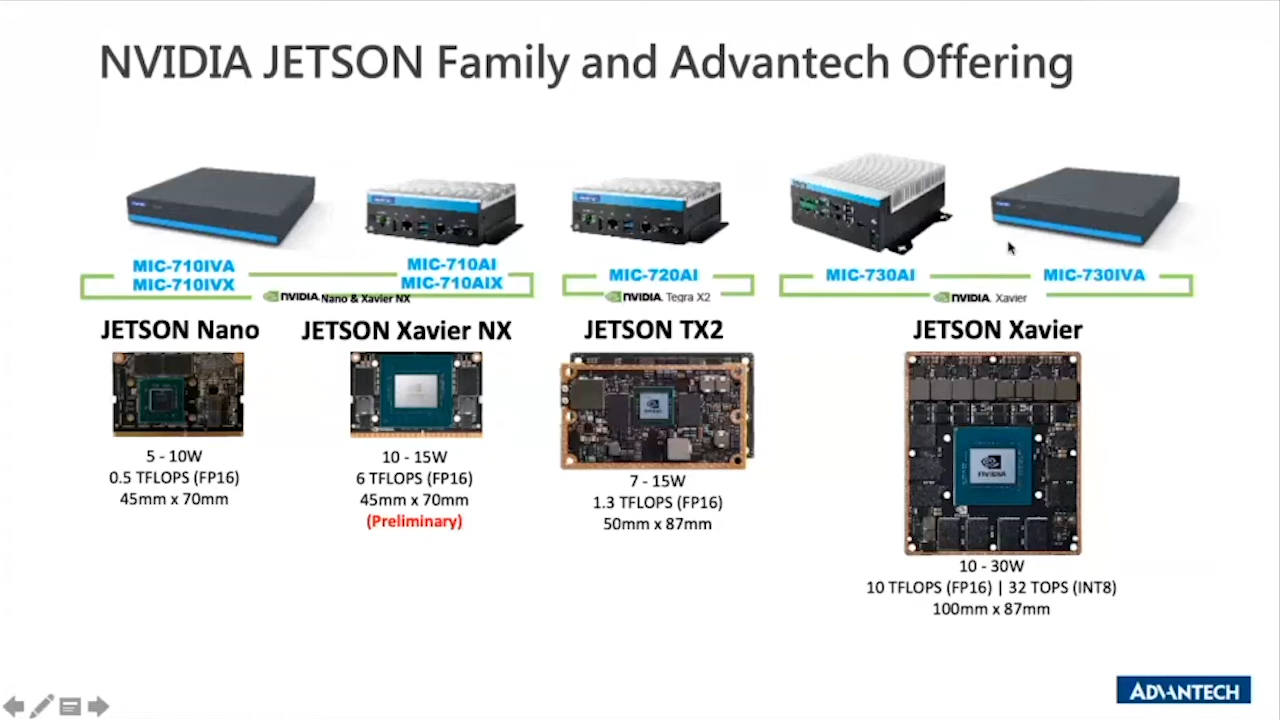 NVIDIA JETSON Family and Advantech Offering
MIC-710IVA
MIC-710IVX
MIC-710AI
MIC-710AIX
NVIDIA. Nano & Xavier NX
MIC-720AI
NVIDIA. Tegra X2
MIC-730AI
MIC-730IVA
NVIDIA. Xavier
JETSON Nano
5 - 10W
0.5 TFLOPS (FP16)
45mm x 70mm
JETSON Xavier NX
10 - 15W
6 TFLOPS (FP16)
45mm x 70mm
(Preliminary)
JETSON TX2
7 - 15W
1.3 TFLOPS (FP16)
50mm x 87mm
JETSON Xavier
NVIDIA
10 - 30W
10 TFLOPS (FP16) | 32 TOPS (INT8)
100mm x 87mm
ADVANTECH